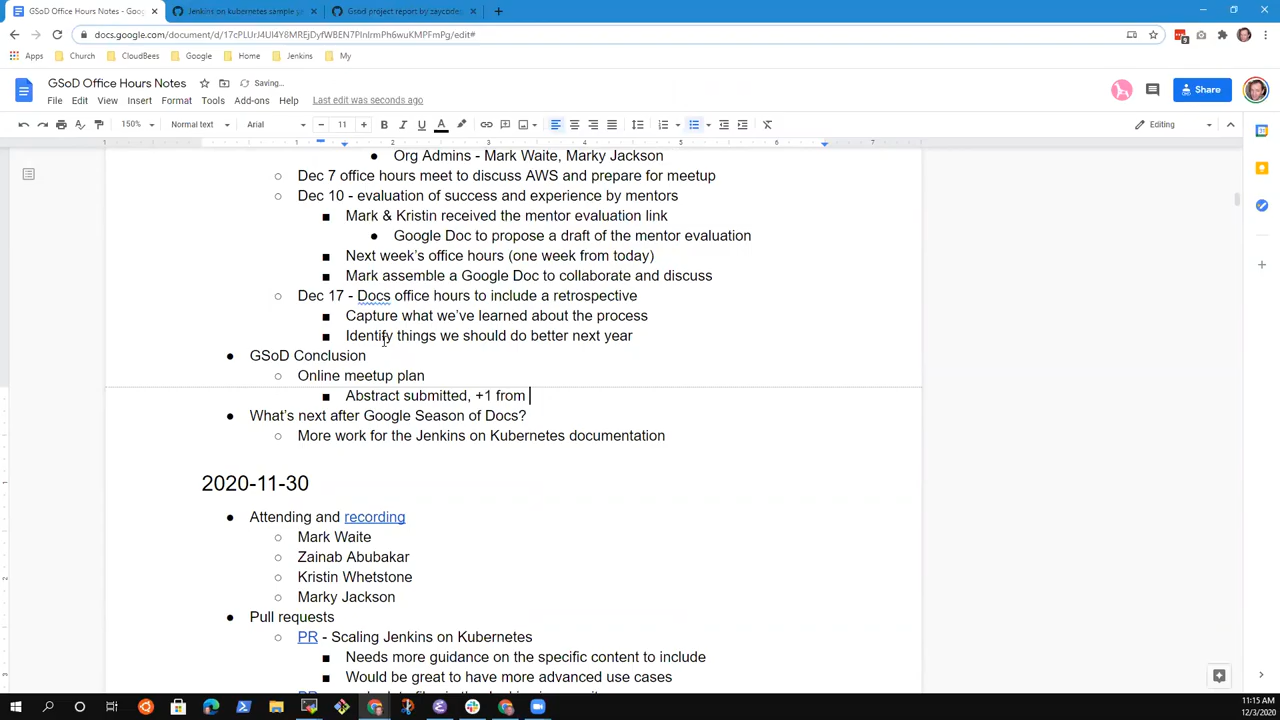 GSoD Office Hours Notes - Goog
Jenkins on kubernetes sample ya
Gsod project report by zaycodes
docs.google.com/document/d/17cPLUrJ4Ul4Y8MREjDyfWBEN7PInlrmPh6wuKMPFmPg/edit#
Apps
Church
CloudBees
Google
Home
Jenkins
My
GSoD Office Hours Notes
Saving...
File Edit View Insert Format Tools Add-ons Help Last edit was seconds ago
Share
150% Normal text Arial 11 Editing
1 1 2 3 4 5 6 7
Org Admins - Mark Waite, Marky Jackson
Dec 7 office hours meet to discuss AWS and prepare for meetup
Dec 10 - evaluation of success and experience by mentors
Mark & Kristin received the mentor evaluation link
Google Doc to propose a draft of the mentor evaluation
Next week's office hours (one week from today)
Mark assemble a Google Doc to collaborate and discuss
Dec 17 - Docs office hours to include a retrospective
Capture what we've learned about the process
Identify things we should do better next year
GSoD Conclusion
Online meetup plan
Abstract submitted, +1 from
What's next after Google Season of Docs?
More work for the Jenkins on Kubernetes documentation
2020-11-30
Attending and recording
Mark Waite
Zainab Abubakar
Kristin Whetstone
Marky Jackson
Pull requests
PR - Scaling Jenkins on Kubernetes
Needs more guidance on the specific content to include
Would be great to have more advanced use cases
11:15 AM
12/3/2020